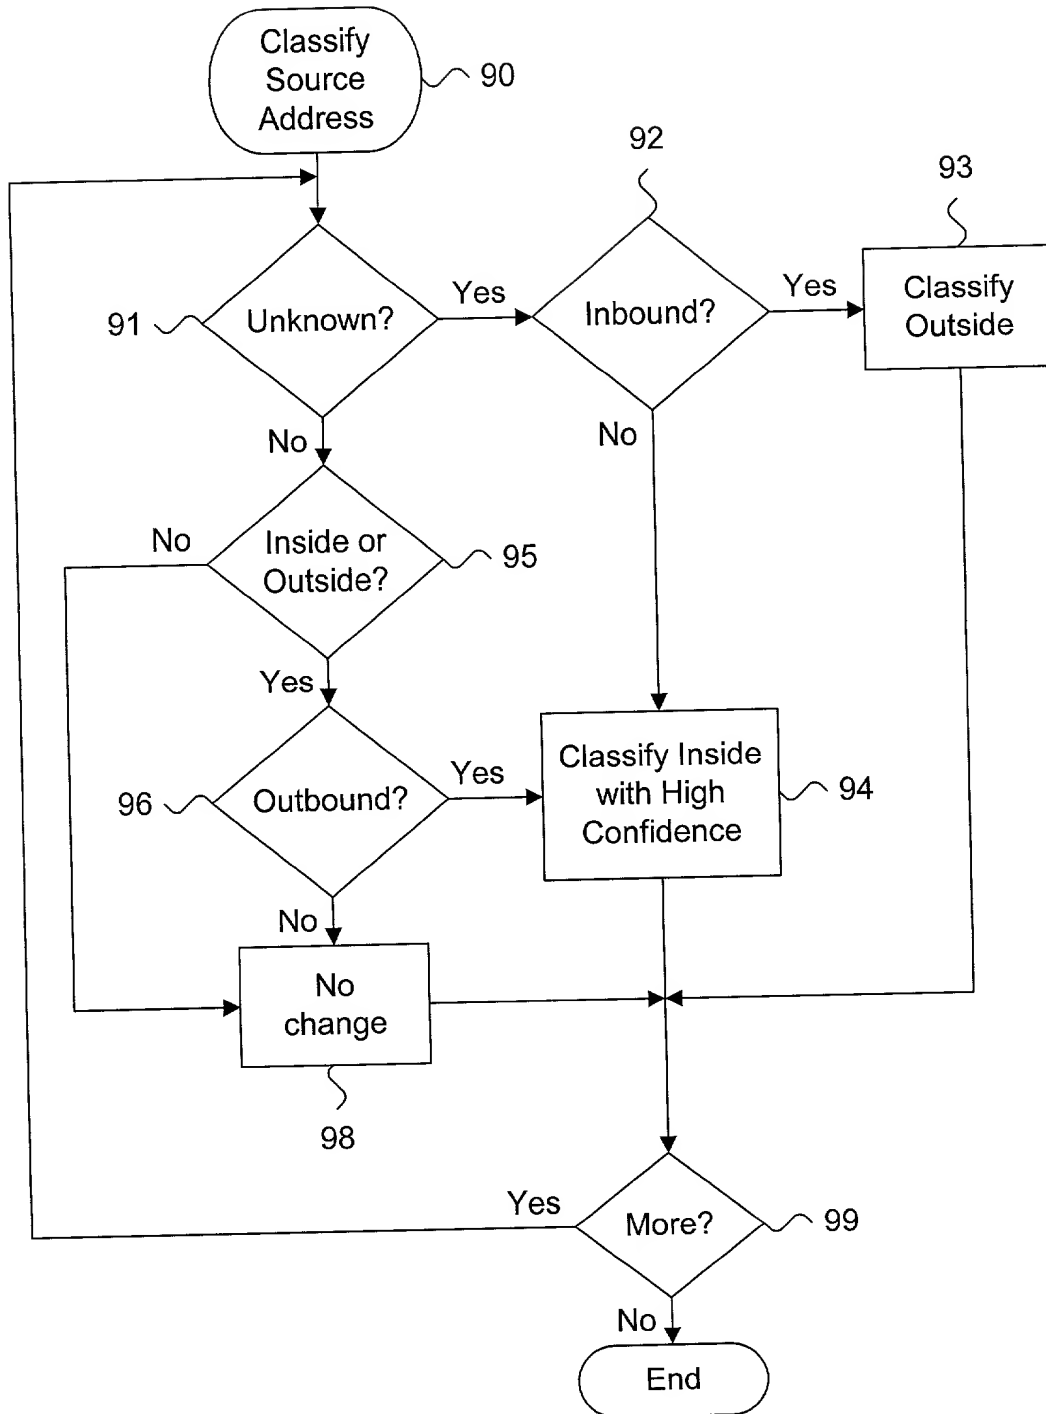 Classify
Source
Address
90
92
93
91
Unknown?
Yes
Inbound?
Yes
Classify
Outside
No
No
No
Inside or
Outside?
95
Yes
96
Outbound?
Yes
Classify Inside
with High
Confidence
94
No
No
change
98
Yes
More?
99
No
End